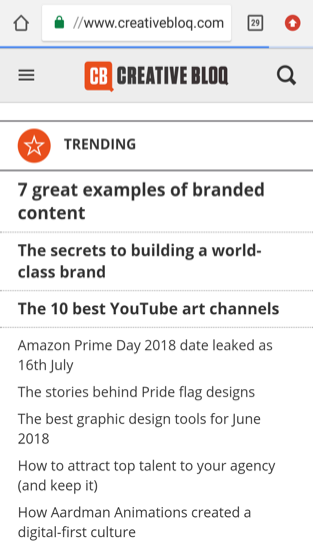 //www.creativebloq.com
29
CB CREATIVE BLOQ
TRENDING
7 great examples of branded
content
The secrets to building a world-
class brand
The 10 best YouTube art channels
Amazon Prime Day 2018 date leaked as
16th July
The stories behind Pride flag designs
The best graphic design tools for June
2018
How to attract top talent to your agency
(and keep it)
How Aardman Animations created a
digital-first culture